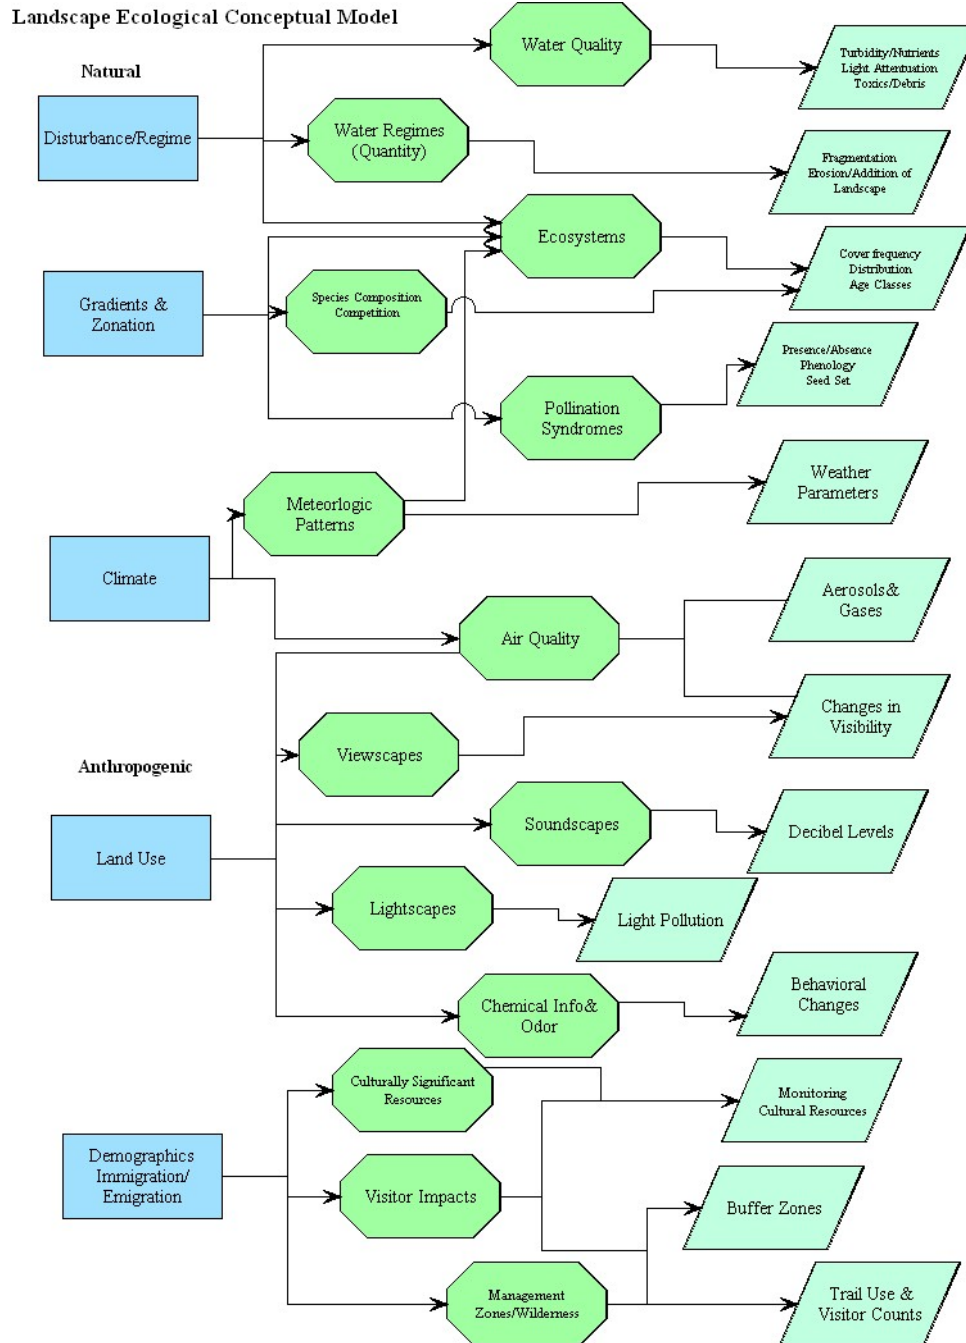 Landscape Ecological Conceptual Model
Natural
Water Quality
Turbidity/Nutrients
Light Attentuation
Toxics/Debris
Disturbance/Regime
Water Regimes
(Quantity)
Fragmentation
Erosion/Addition of
Landscape
Ecosystems
Cover frequency
Distribution
Age Classes
Gradients &
Zonation
Species Composition
Competition
Presence/Absence
Phenology
Seed Set
Pollination
Syndromes
Meteorlogic
Patterns
Weather
Parameters
Climate
Aerosols&
Gases
Air Quality
Changes in
Visibility
Viewscapes
Anthropogenic
Soundscapes
Decibel Levels
Land Use
Lightscapes
Light Pollution
Chemical Info&
Odor
Behavioral
Changes
Culturally Significant
Resources
Monitoring
Cultural Resources
Demographics
Immigration/
Emigration
Visitor Impacts
Buffer Zones
Management
Zones/Wilderness
Trail Use &
Visitor Counts